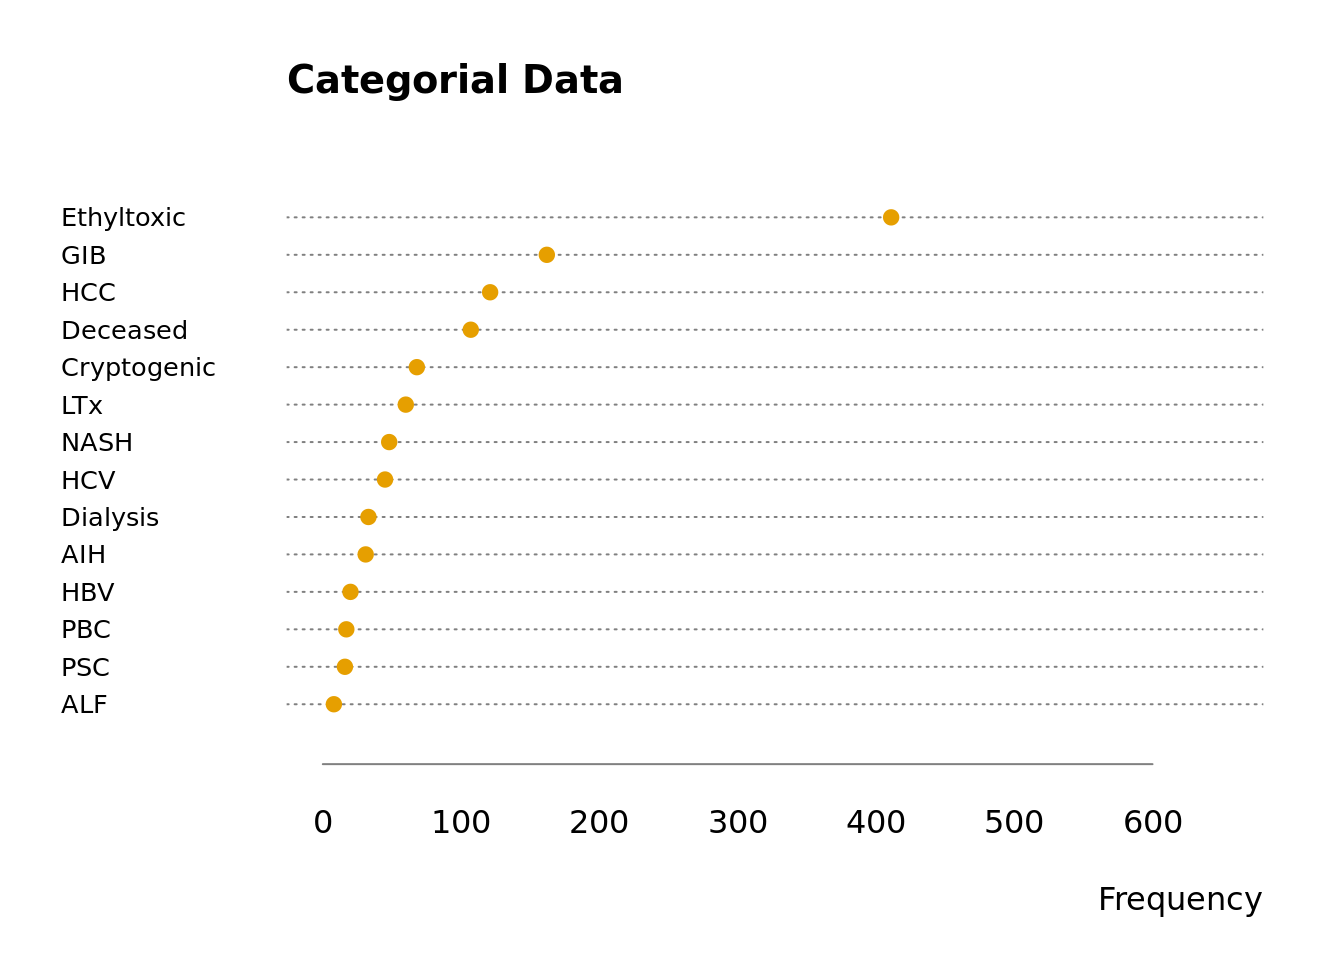 Categorial Data
Ethyltoxic
GIB
HCC
Deceased
Cryptogenic
LTx
NASH
HCV
Dialysis
AIH
HBV
PBC
PSC
ALF
0 100 200 300 400 500 600
Frequency